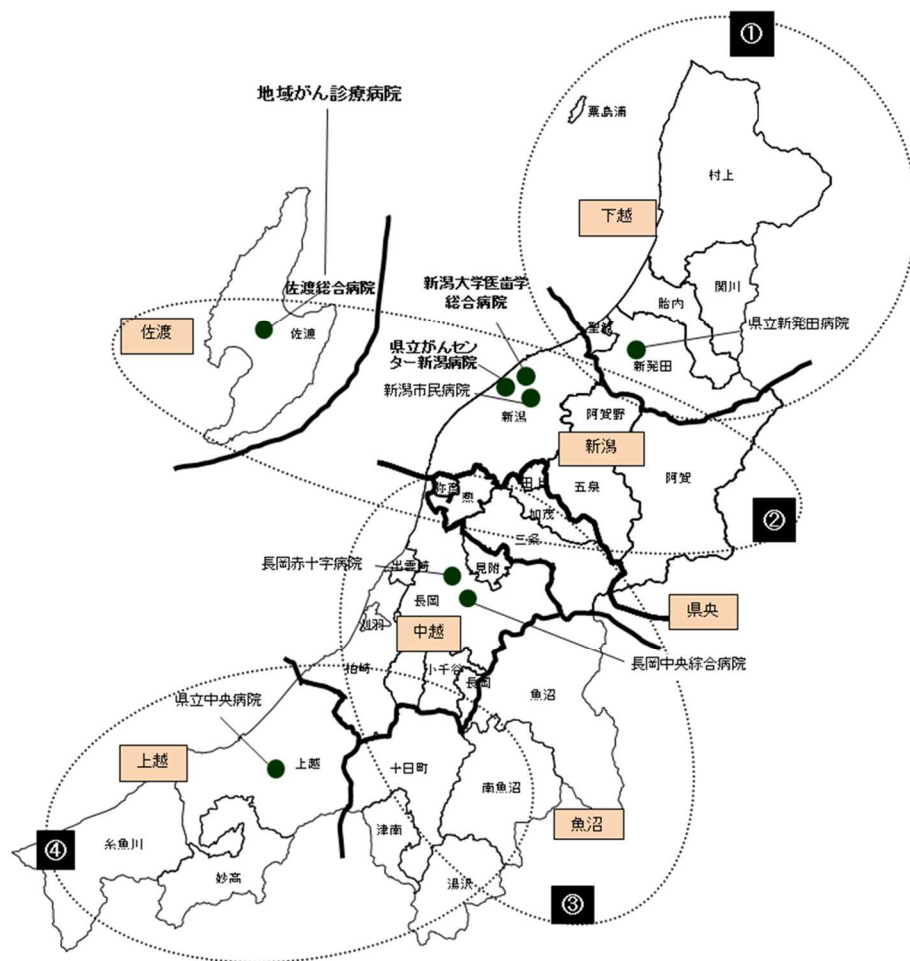 ①
地域がん診療病院
粟島浦
村上
下越
新潟大学医歯学
総合病院
佐渡総合病院
関川
胎内
佐渡
佐渡
聖籠
県立新発田病院
県立がんセン
ター新潟病院
新発田
新潟市民病院
新潟
阿賀野
新潟
阿賀
五泉
田上
弥彦
燕
加茂
②
三条
長岡赤十字病院
出雲崎
見附
長岡
県央
刈羽
中越
長岡中央綜合病院
柏崎
小千谷
長岡
魚沼
県立中央病院
上越
上越
十日町
南魚沼
魚沼
津南
④
糸魚川
妙高
湯沢
③